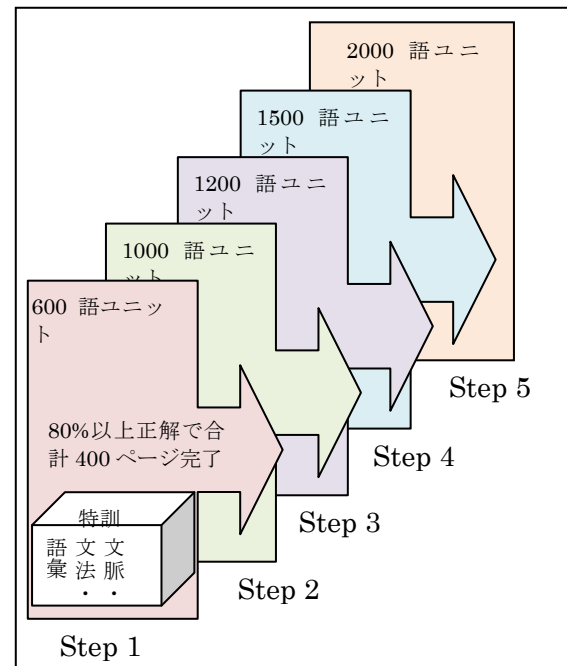 2000 語ユニ
ット
1500 語ユニ
ット
1200 語ユニ
ット
1000 語ユニ
ット
600 語ユニッ
ト
80%以上正解で合
計 400 ページ完了
特訓
語彙
文法・
文脈・
Step 1
Step 2
Step 3
Step 4
Step 5